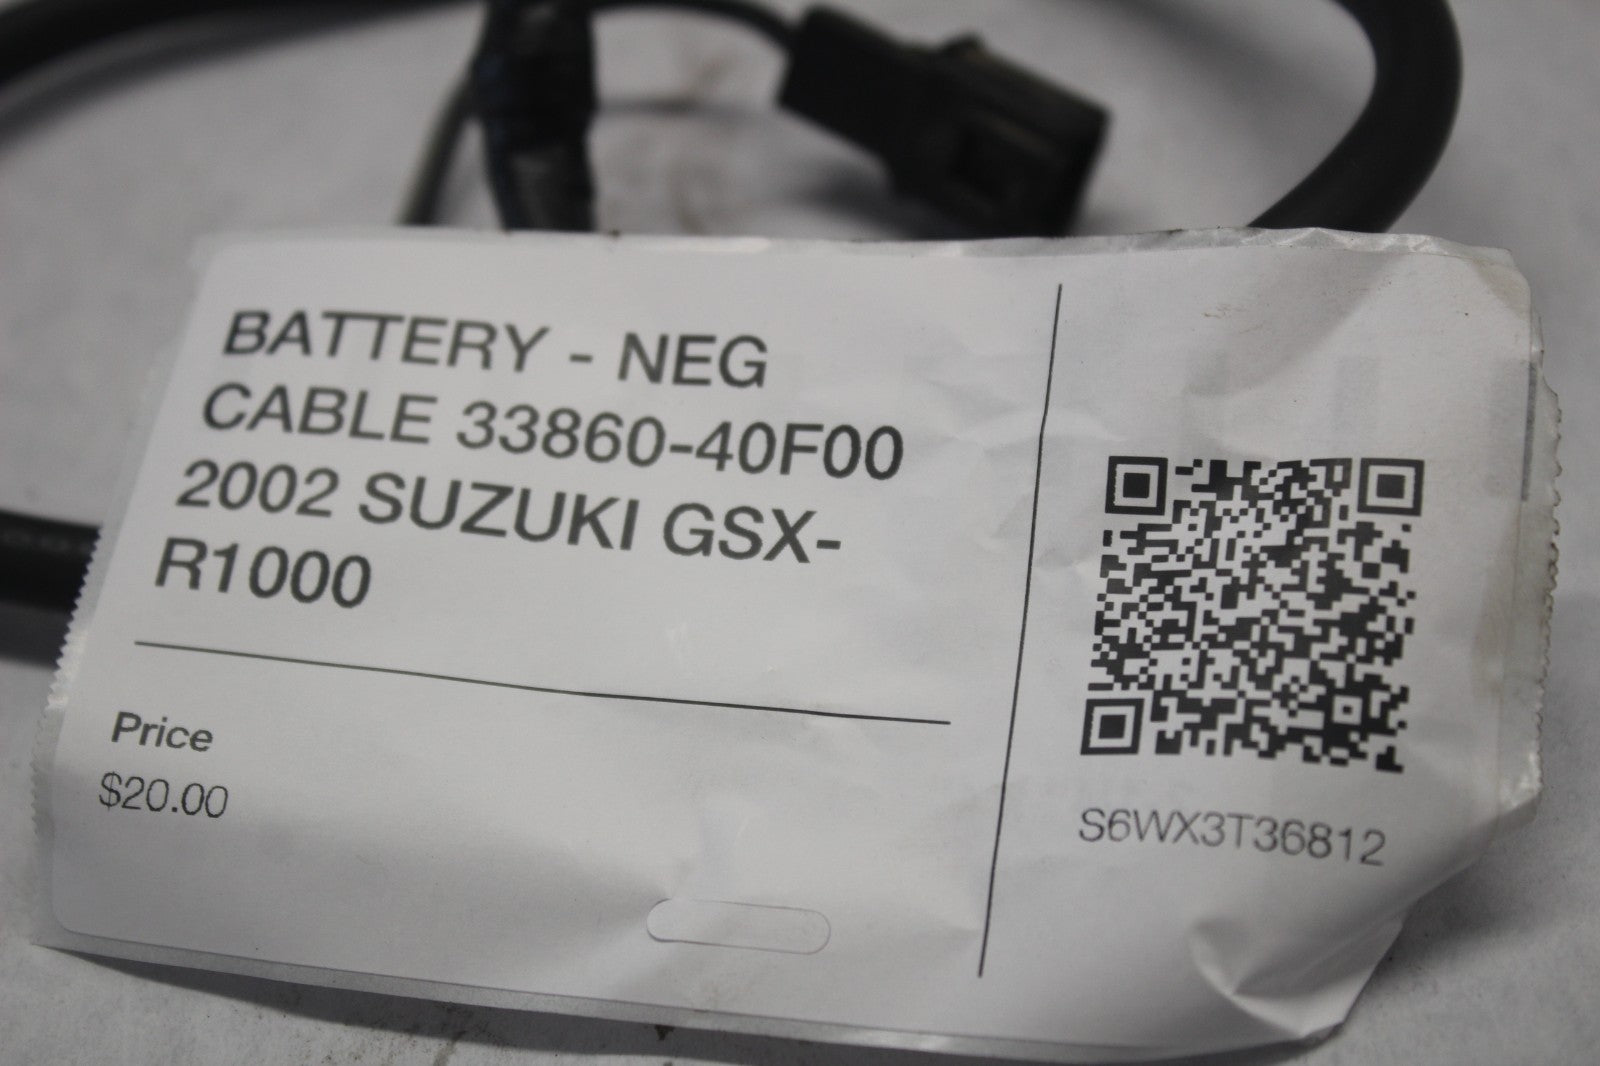 BATTERY - NEG
CABLE 33860-40F00
2002 SUZUKI GSX-
R1000
Price
$20.00
S6WX3T36812